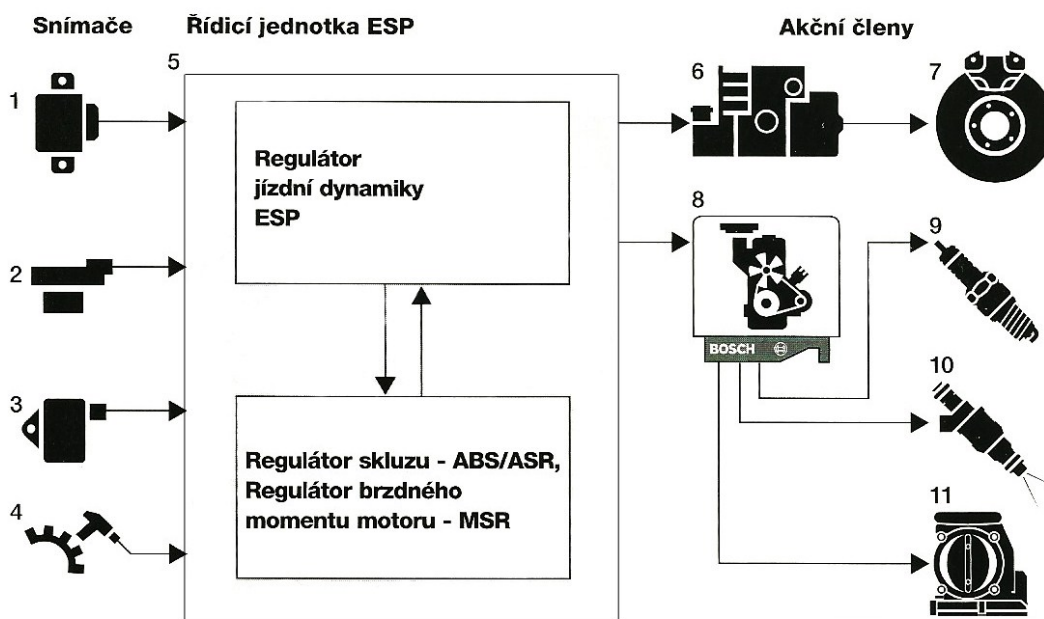 Snímače
Řídicí jednotka ESP
Akční členy
1
2
3
4
5
Regulátor
jízdní dynamiky
ESP
Regulátor skluzu - ABS/ASR,
Regulátor brzdného
momentu motoru - MSR
6
7
8
BOSCH
9
10
11